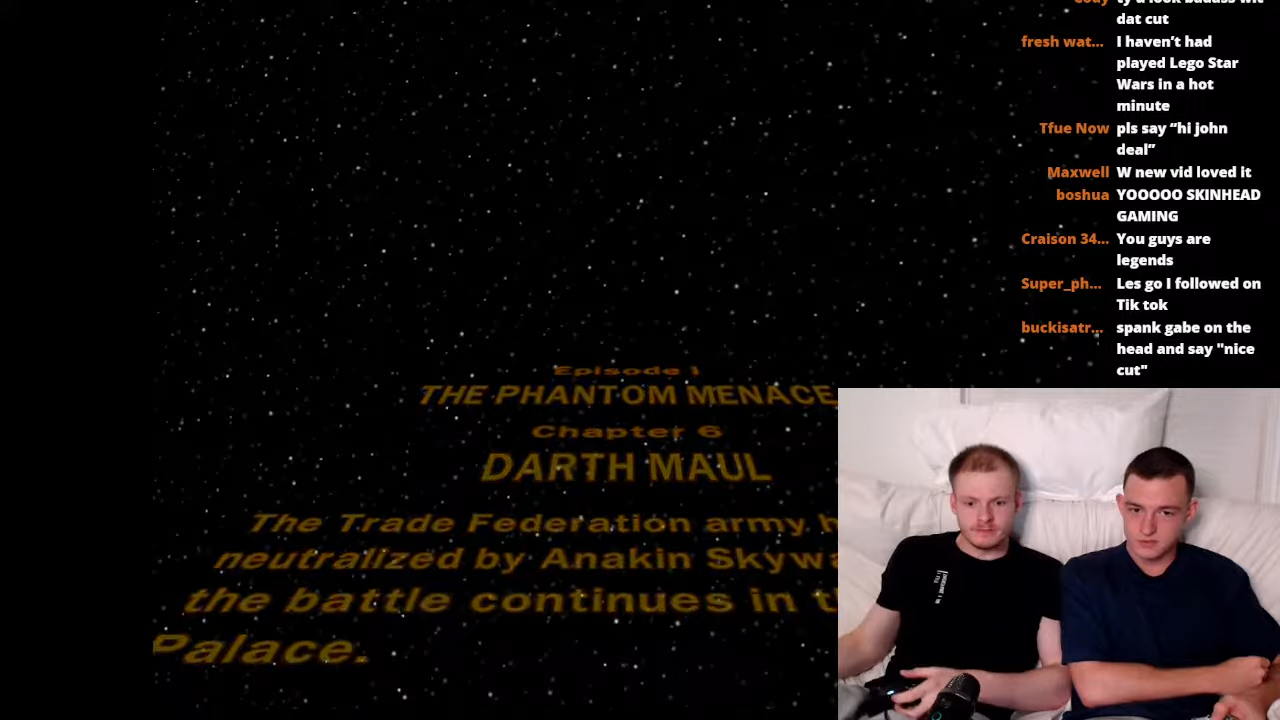 dat cut
fresh wat... I haven’t had
played Lego Star
Wars in a hot
minute
Tfue Now pls say “hi john
deal”
Maxwell W new vid loved it
boshua YOOOOO SKINHEAD
GAMING
Craison 34... You guys are
legends
Super_ph... Les go I followed on
Tik tok
buckisatr... spank gabe on the
head and say "nice
cut"
Episode I
THE PHANTOM MENACE
Chapter 6
DARTH MAUL
The Trade Federation army h
neutralized by Anakin Skywa
the battle continues in t
Palace.